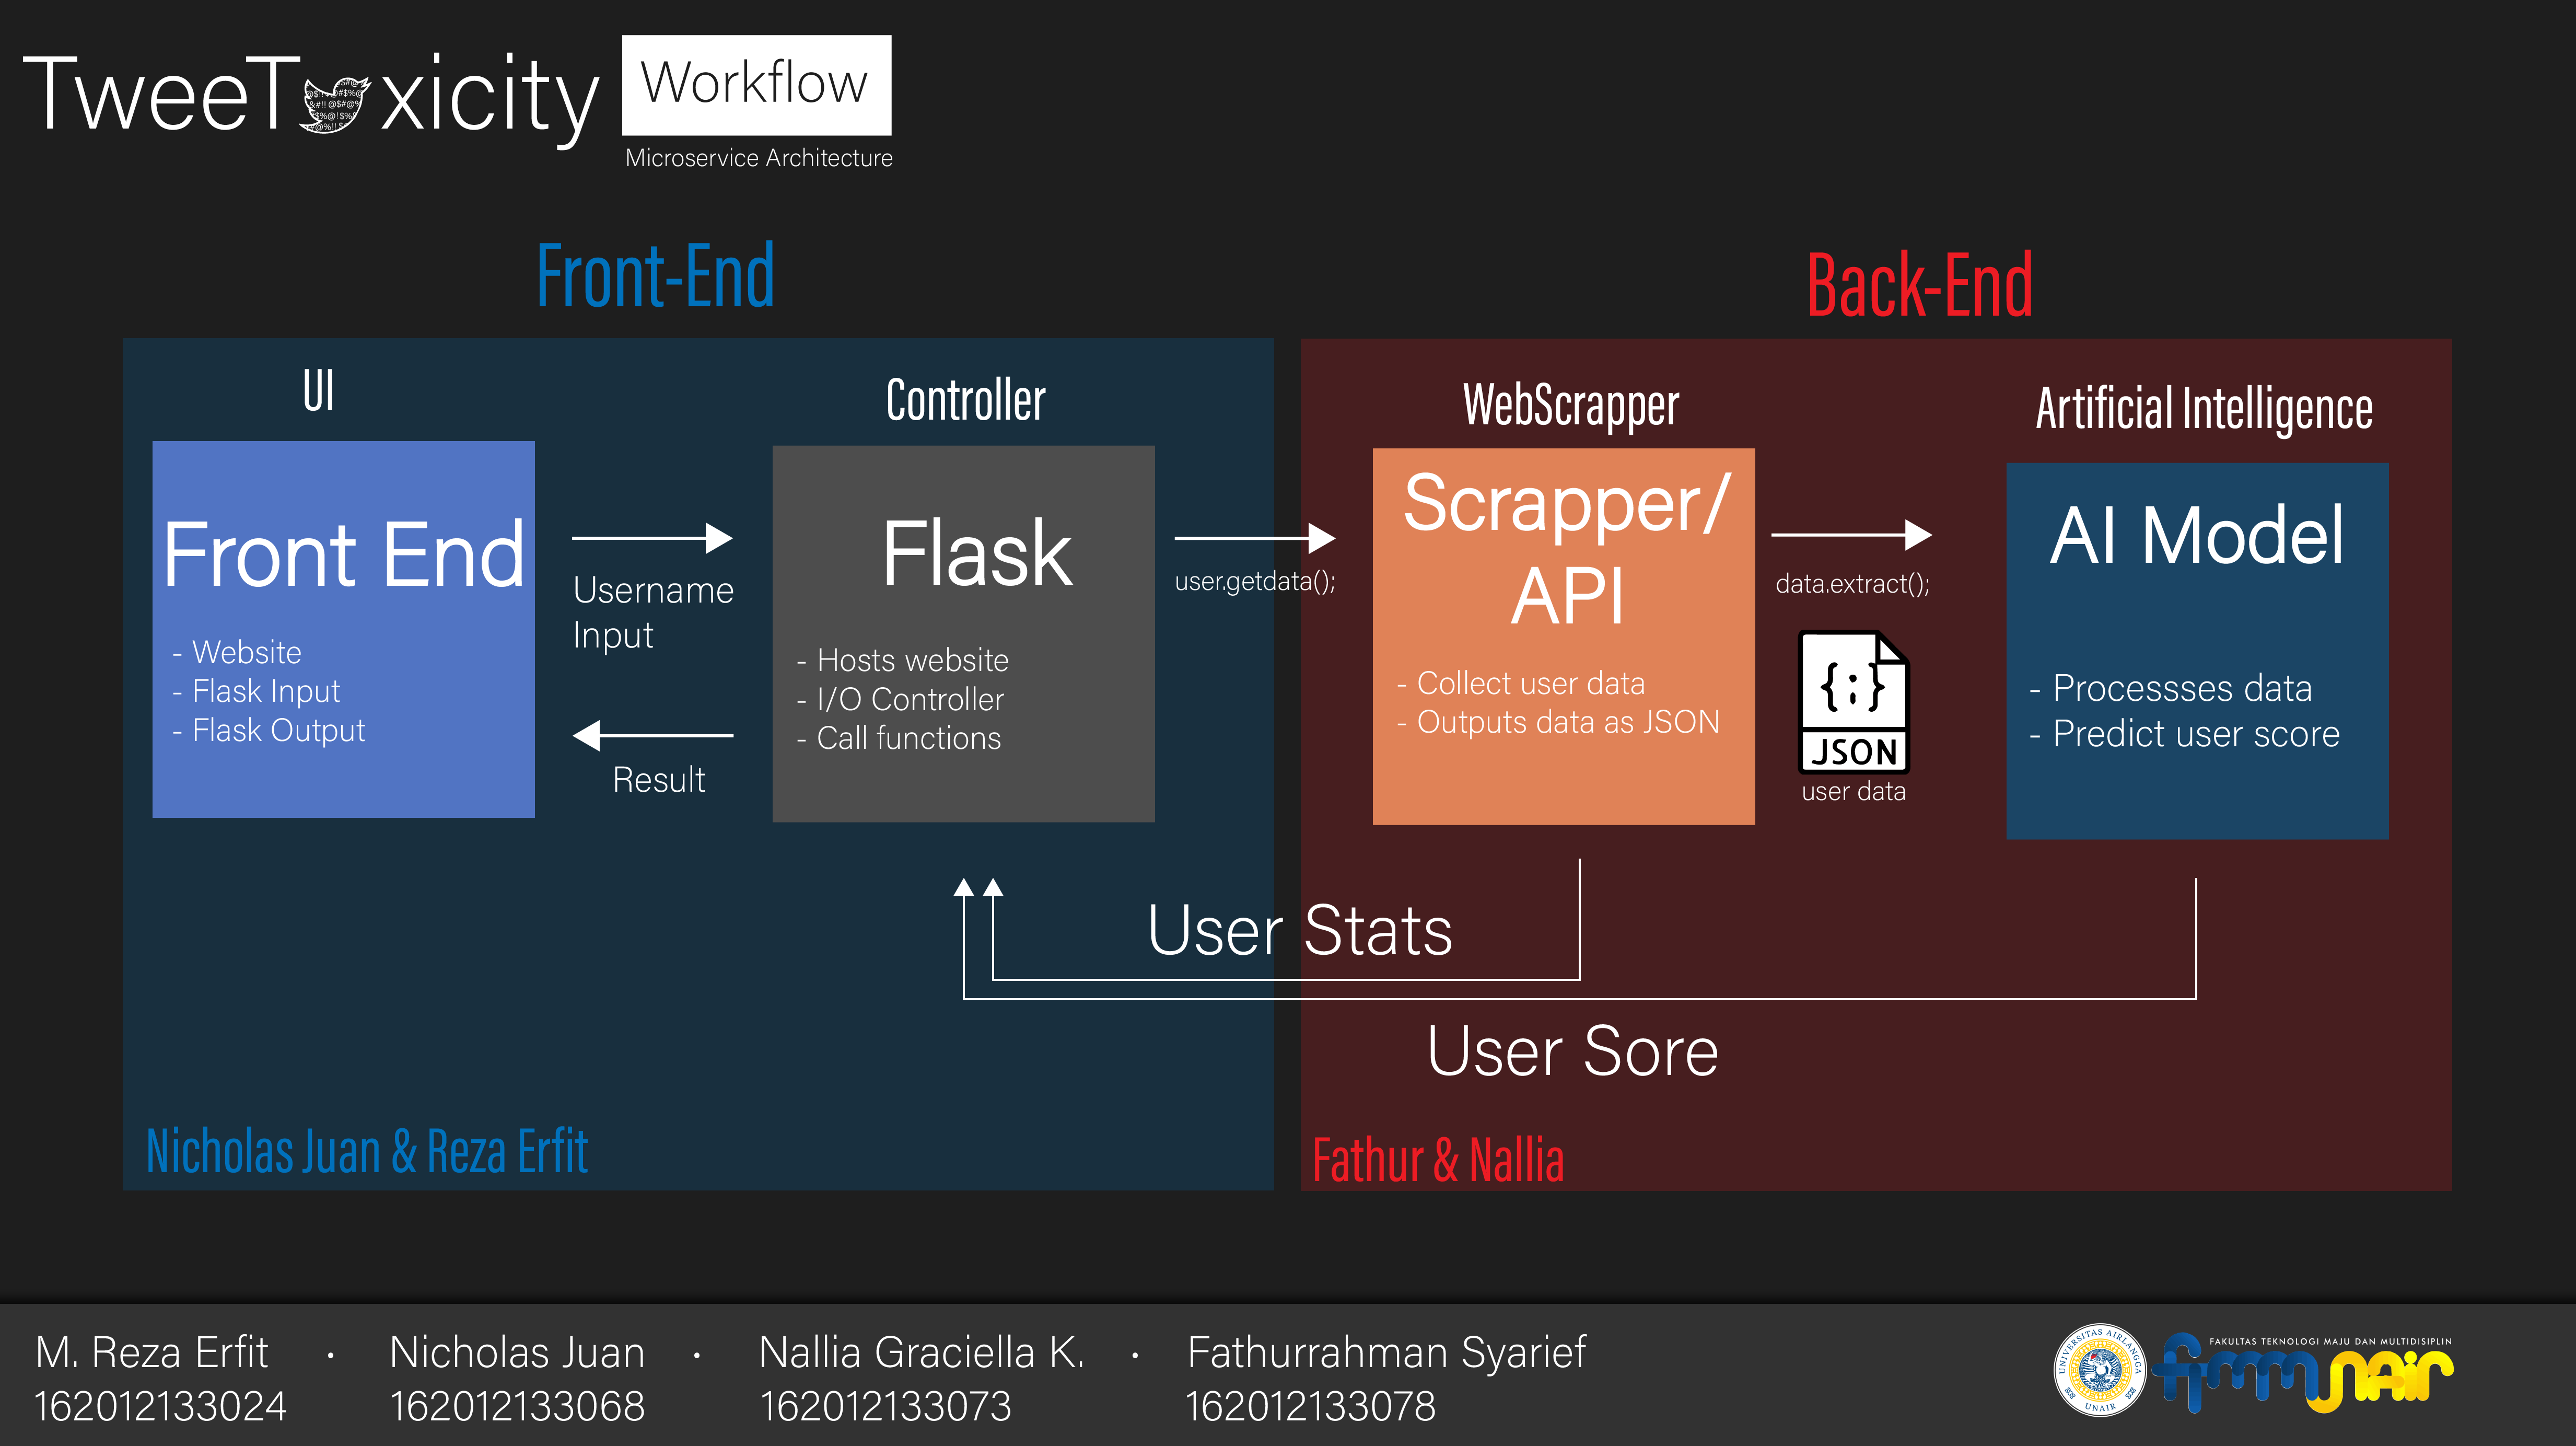 TweeToxicity
Workflow
Microservice Architecture
Front-End
Back-End
UI
Controller
WebScrapper
Artificial Intelligence
Front End
- Website
- Flask Input
- Flask Output
Username
Input
Result
Flask
- Hosts website
- I/O Controller
- Call functions
user.getdata();
Scrapper/
API
- Collect user data
- Outputs data as JSON
data.extract();
{;}
JSON
user data
AI Model
- Processses data
- Predict user score
User Stats
User Sore
Nicholas Juan & Reza Erfit
Fathur & Nallia
M. Reza Erfit
162012133024
Nicholas Juan
162012133068
Nallia Graciella K.
162012133073
Fathurrahman Syarief
162012133078
UNIVERSITAS AIRLANGGA
UNAIR
FAKULTAS TEKNOLOGI MAJU DAN MULTIDISIPLIN
ftmm UNAIR